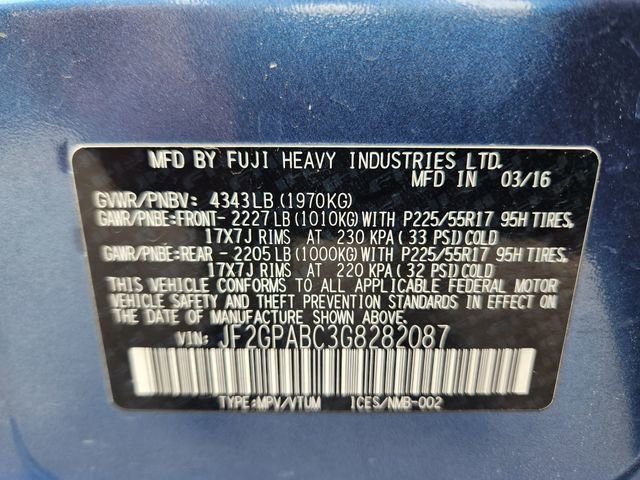 MFD BY FUJI HEAVY INDUSTRIES LTD.
MFD IN 03/16
GVWR/PNBV: 4343LB (1970KG)
GAWR/PNBE:FRONT-2227LB (1010KG) WITH P225/55R17 95H TIRES,
17X7J RIMS AT 230 KPA( 33 PSI)COLD
GAWR/PNBE:REAR -2205LB (1000KG) WITH P225/55R17 95H TIRES,
17X7J RIMS AT 220 KPA( 32 PSI)COLD
THIS VEHICLE CONFORMS TO ALL APPLICABLE FEDERAL MOTOR
VEHICLE SAFETY AND THEFT PREVENTION STANDARDS
IN EFFECT ON THE DATE OF MANUFACTURE SHOWN ABOVE.
VIN: JF2GPABC3G8282087
TYPE:MPV/VTUM ICES/NMB-002